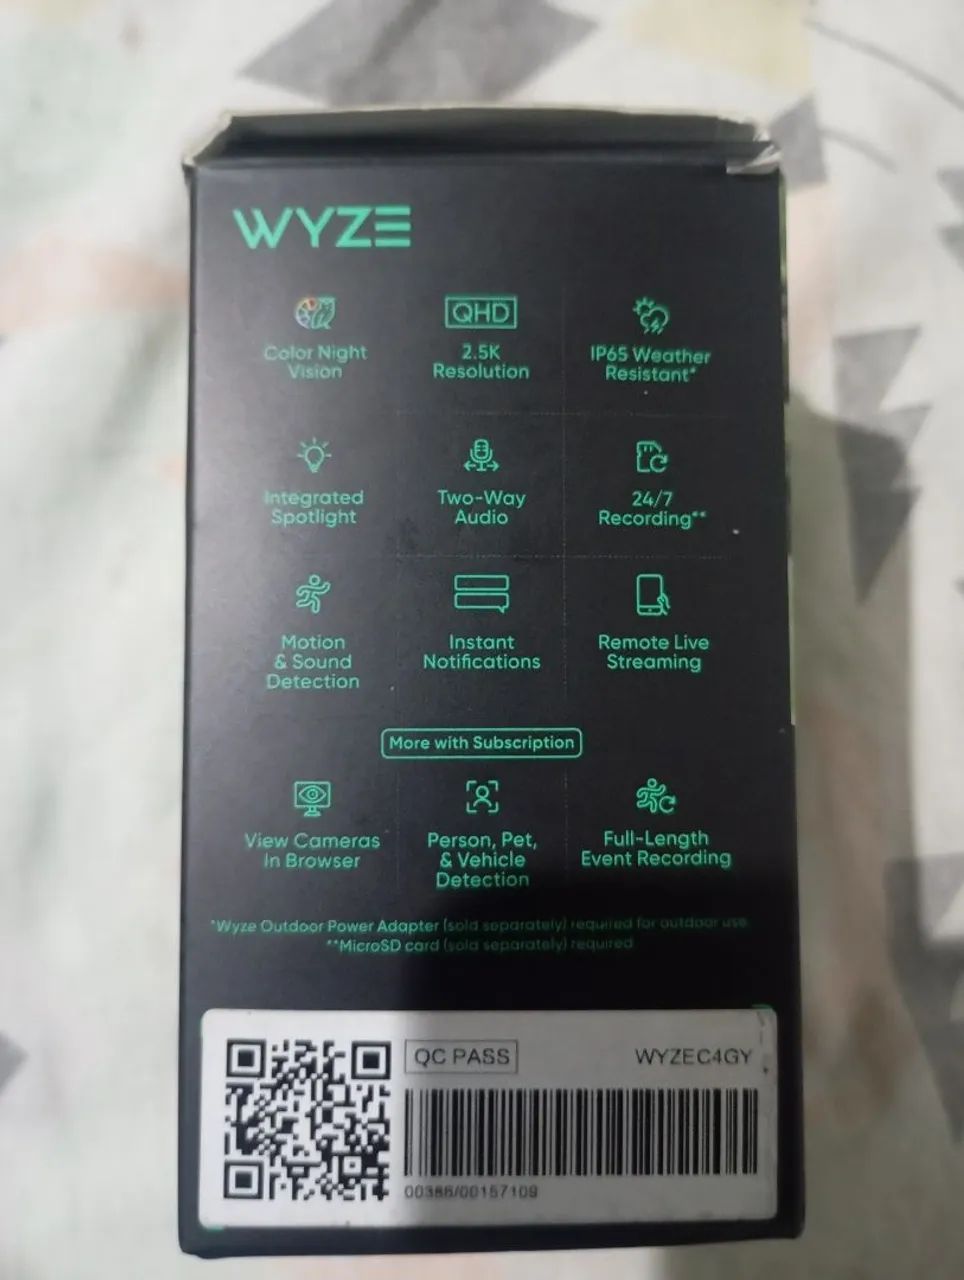 WYZE
Color Night
Vision
QHD
2.5K
Resolution
IP65 Weather
Resistant*
Integrated
Spotlight
Two-Way
Audio
24/7
Recording**
Motion
& Sound
Detection
Instant
Notifications
Remote Live
Streaming
More with Subscription
View Cameras
In Browser
Person, Pet,
& Vehicle
Detection
Full-Length
Event Recording
*Wyze Outdoor Power Adapter (sold separately) required for outdoor use
**MicroSD card (sold separately) required
QC PASS
WYZEC4GY
00386/00157109